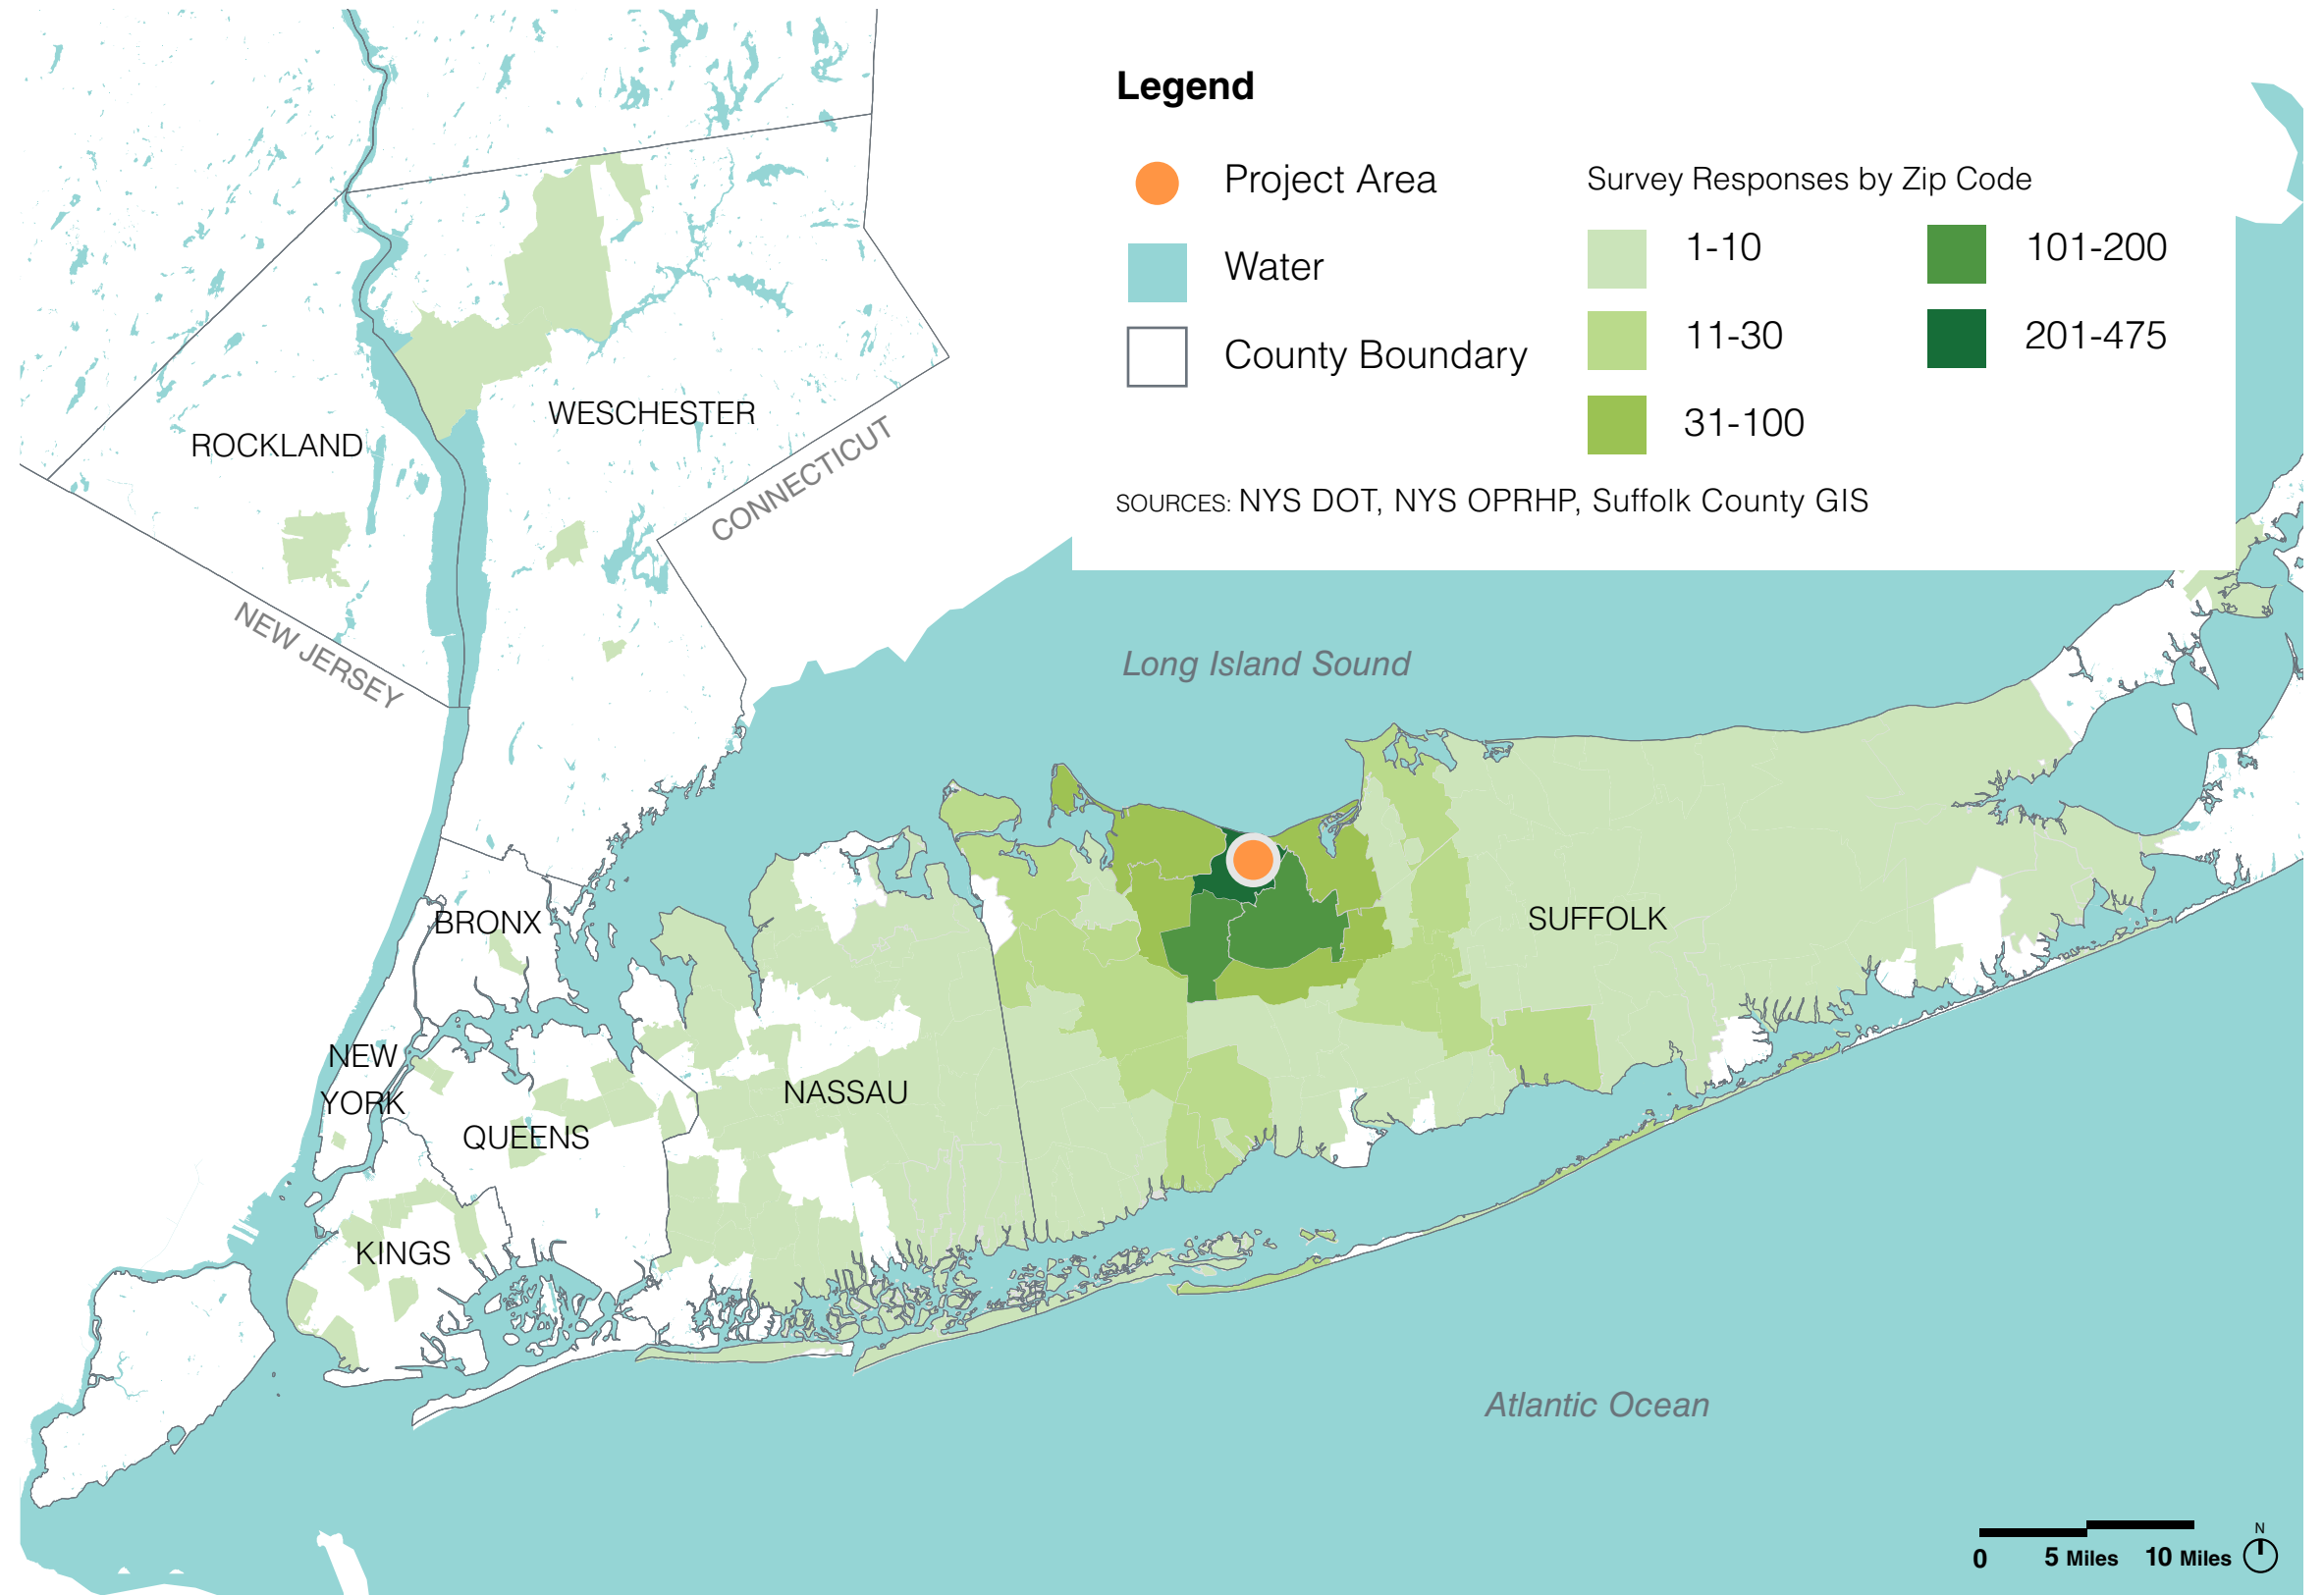 Legend
Project Area
Water
County Boundary
Survey Responses by Zip Code
1-10
11-30
31-100
101-200
201-475
SOURCES: NYS DOT, NYS OPRHP, Suffolk County GIS
WESCHESTER
ROCKLAND
CONNECTICUT
NEW JERSEY
Long Island Sound
BRONX
SUFFOLK
NEW
YORK
NASSAU
QUEENS
KINGS
Atlantic Ocean
N
0 5 Miles 10 Miles